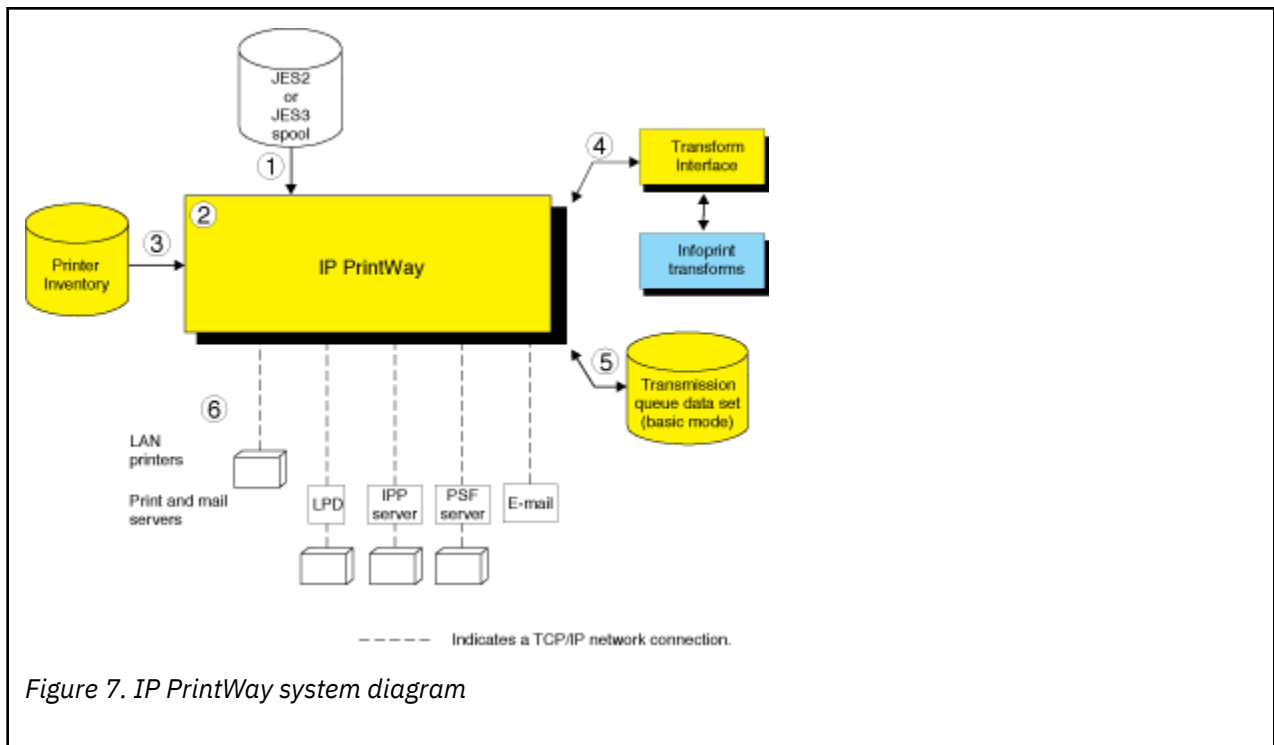 JES2
or
JES3
spool
1
4
Transform
Interface
2
3
Printer
Inventory
IP PrintWay
Infoprint
transforms
5
Transmission
queue data set
(basic mode)
6
LAN
printers
Print and mail
servers
LPD
IPP
server
PSF
server
E-mail
Indicates a TCP/IP network connection.
Figure 7. IP PrintWay system diagram